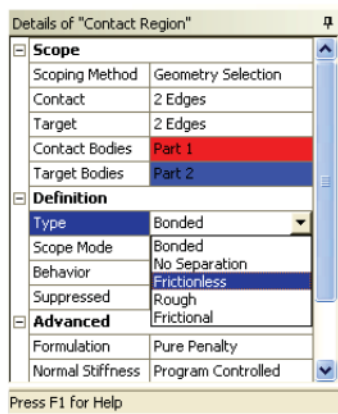 Details of "Contact Region"
Scope
Scoping Method Geometry Selection
Contact 2 Edges
Target 2 Edges
Contact Bodies Part 1
Target Bodies Part 2
Definition
Type Bonded
Scope Mode Bonded
No Separation
Behavior Frictionless
Suppressed Rough
Frictional
Advanced
Formulation Pure Penalty
Normal Stiffness Program Controlled
Press F1 for Help